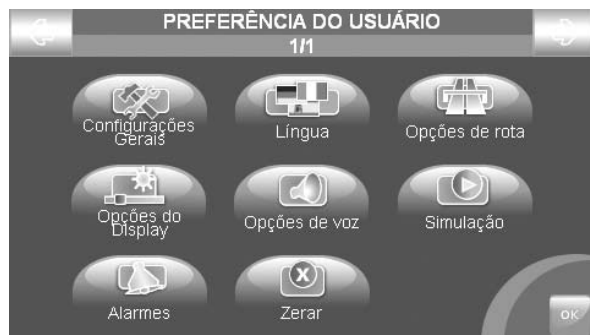 PREFERÊNCIA DO USUÁRIO
1/1
Configurações
Gerais
Língua
Opções de rota
Opções do
Display
Opções de voz
Simulação
Alarmes
X
Zerar
OK